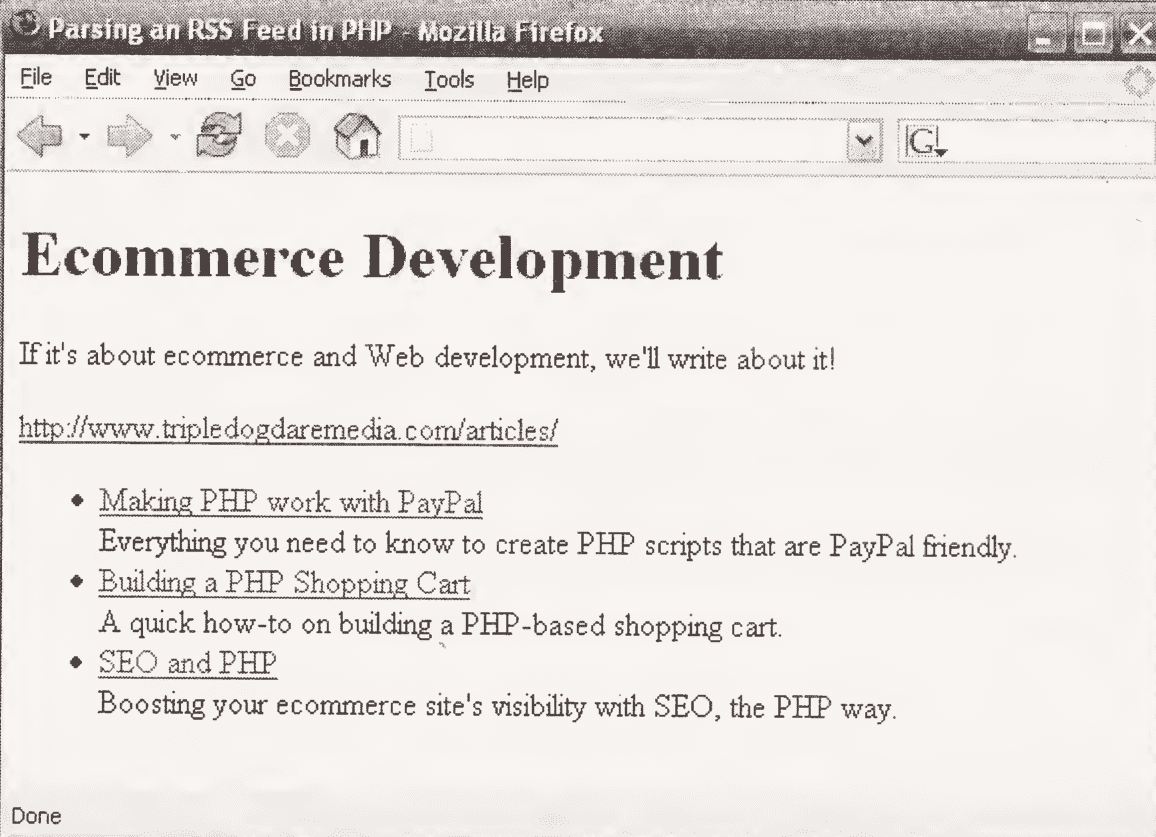 Parsing an RSS Feed in PHP - Mozilla Firefox
File Edit View Go Bookmarks Tools Help
G
Ecommerce Development
If it's about ecommerce and Web development, we'll write about it!
http://www.tripledogdaremedia.com/articles/
• Making PHP work with PayPal
Everything you need to know to create PHP scripts that are PayPal friendly.
• Building a PHP Shopping Cart
A quick how-to on building a PHP-based shopping cart.
• SEO and PHP
Boosting your ecommerce site's visibility with SEO, the PHP way.
Done